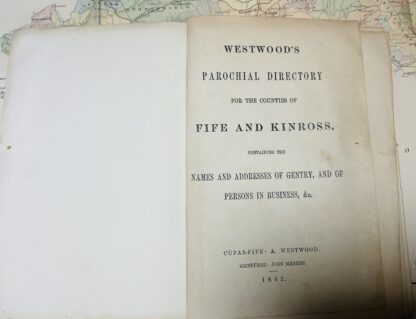 WESTWOOD'S
PAROCHIAL DIRECTORY
FOR THE COUNTIES OF
FIFE AND KINROSS,
CONTAINING THE
NAMES AND ADDRESSES OF GENTRY, AND OF
PERSONS IN BUSINESS, &c.
CUPAR-FIFE: A. WESTWOOD.
EDINBURGH: JOHN MENZIES.
1862.